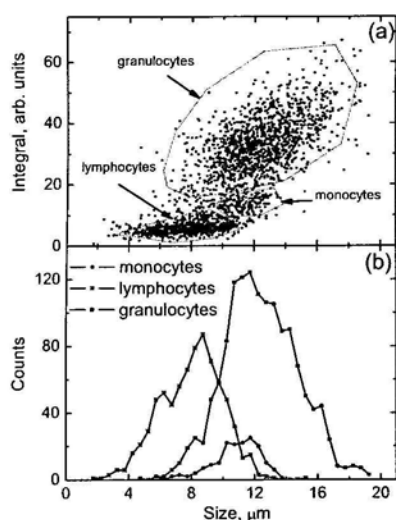 (a)
granulocytes
lymphocytes
monocytes
Integral, arb. units
60
40
20
0
(b)
monocytes
lymphocytes
granulocytes
Counts
120
80
40
0
0 4 8 12 16 20
Size, μm